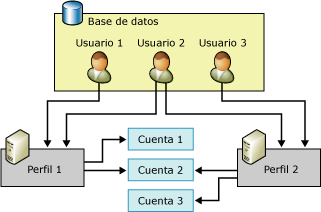 Base de datos
Usuario 1 Usuario 2 Usuario 3
Cuenta 1
Perfil 1 Cuenta 2 Perfil 2
Cuenta 3